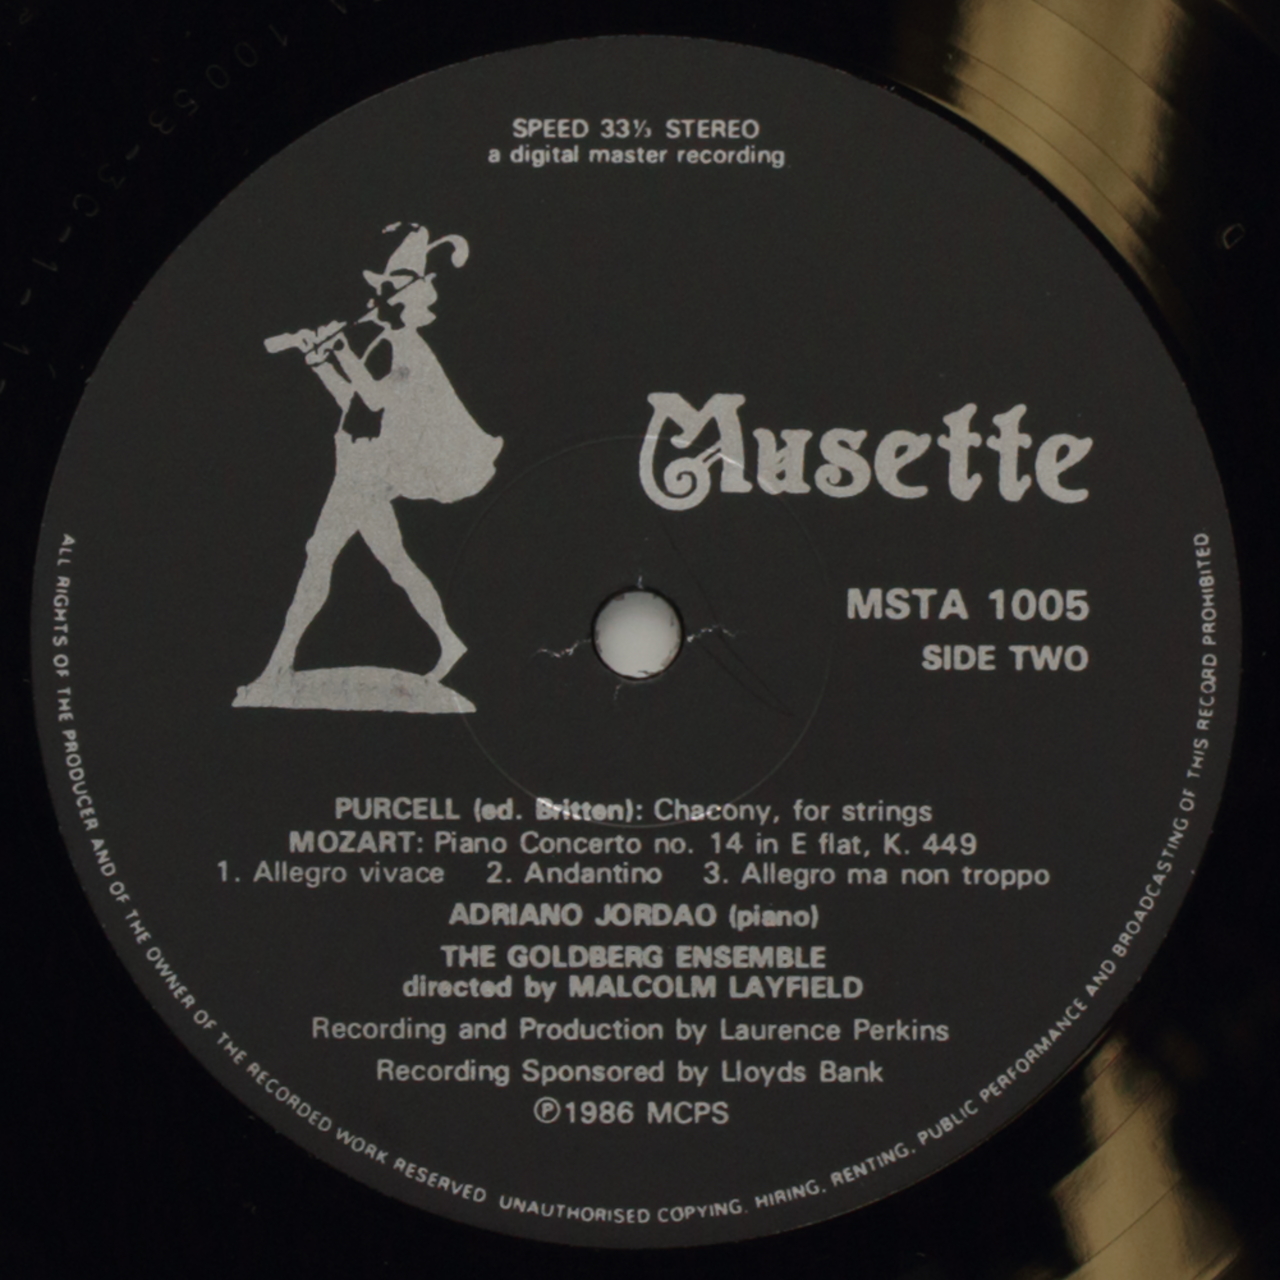 SPEED 33⅓ STEREO
a digital master recording
Musette
MSTA 1005
SIDE TWO
PURCELL (ed. Britten): Chacony, for strings
MOZART: Piano Concerto no. 14 in E flat, K. 449
1. Allegro vivace 2. Andantino 3. Allegro ma non troppo
ADRIANO JORDAO (piano)
THE GOLDBERG ENSEMBLE
directed by MALCOLM LAYFIELD
Recording and Production by Laurence Perkins
Recording Sponsored by Lloyds Bank
℗1986 MCPS
ALL RIGHTS OF THE PRODUCER AND OF THE OWNER OF THE RECORDED WORK RESERVED UNAUTHORISED COPYING. HIRING. RENTING. PUBLIC PERFORMANCE AND BROADCASTING OF THIS RECORD PROHIBITED